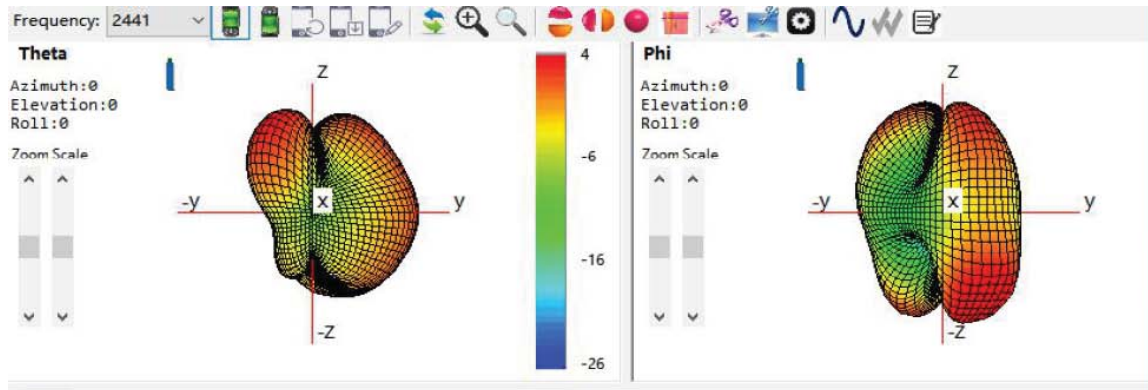 Frequency: 2441
Theta
Azimuth:0
Elevation:0
Roll:0
Zoom Scale
z
-y
x
y
-z
4
-6
-16
-26
Phi
Azimuth:0
Elevation:0
Roll:0
Zoom Scale
z
-y
x
y
-z